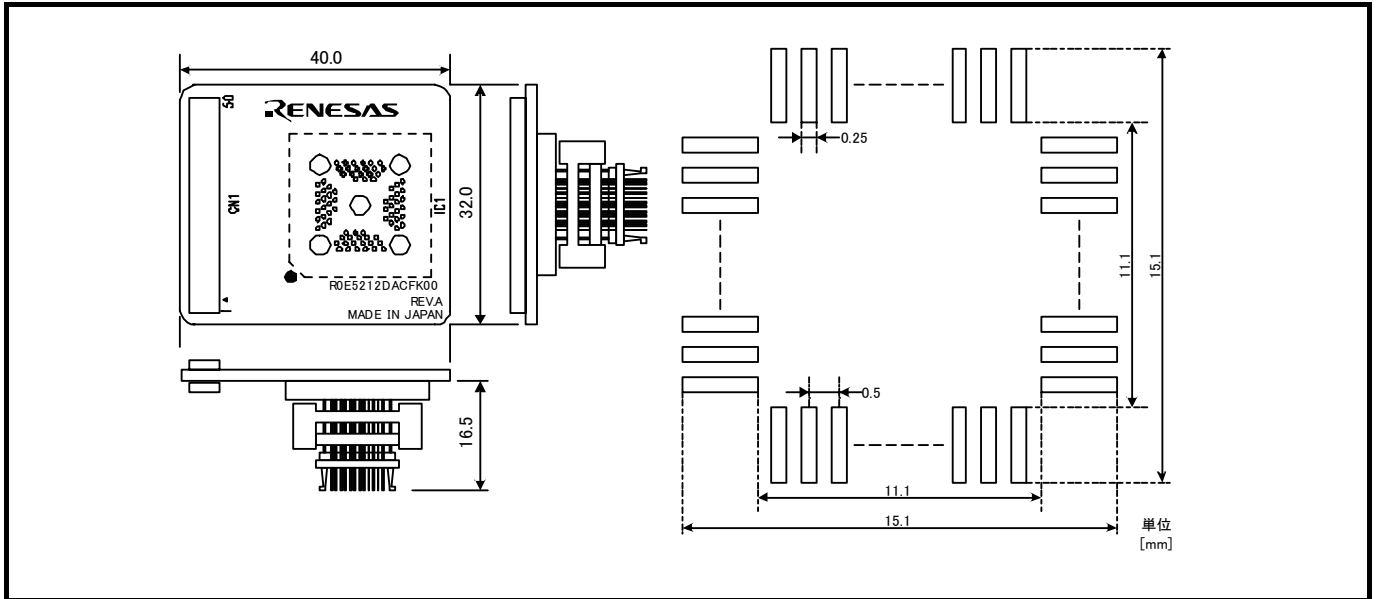 40.0
50
RENESAS
CN1
IC1
32.0
R0E5212DACFK00
REV.A
MADE IN JAPAN
1
16.5
0.25
11.1
15.1
0.5
11.1
15.1
単位
[mm]